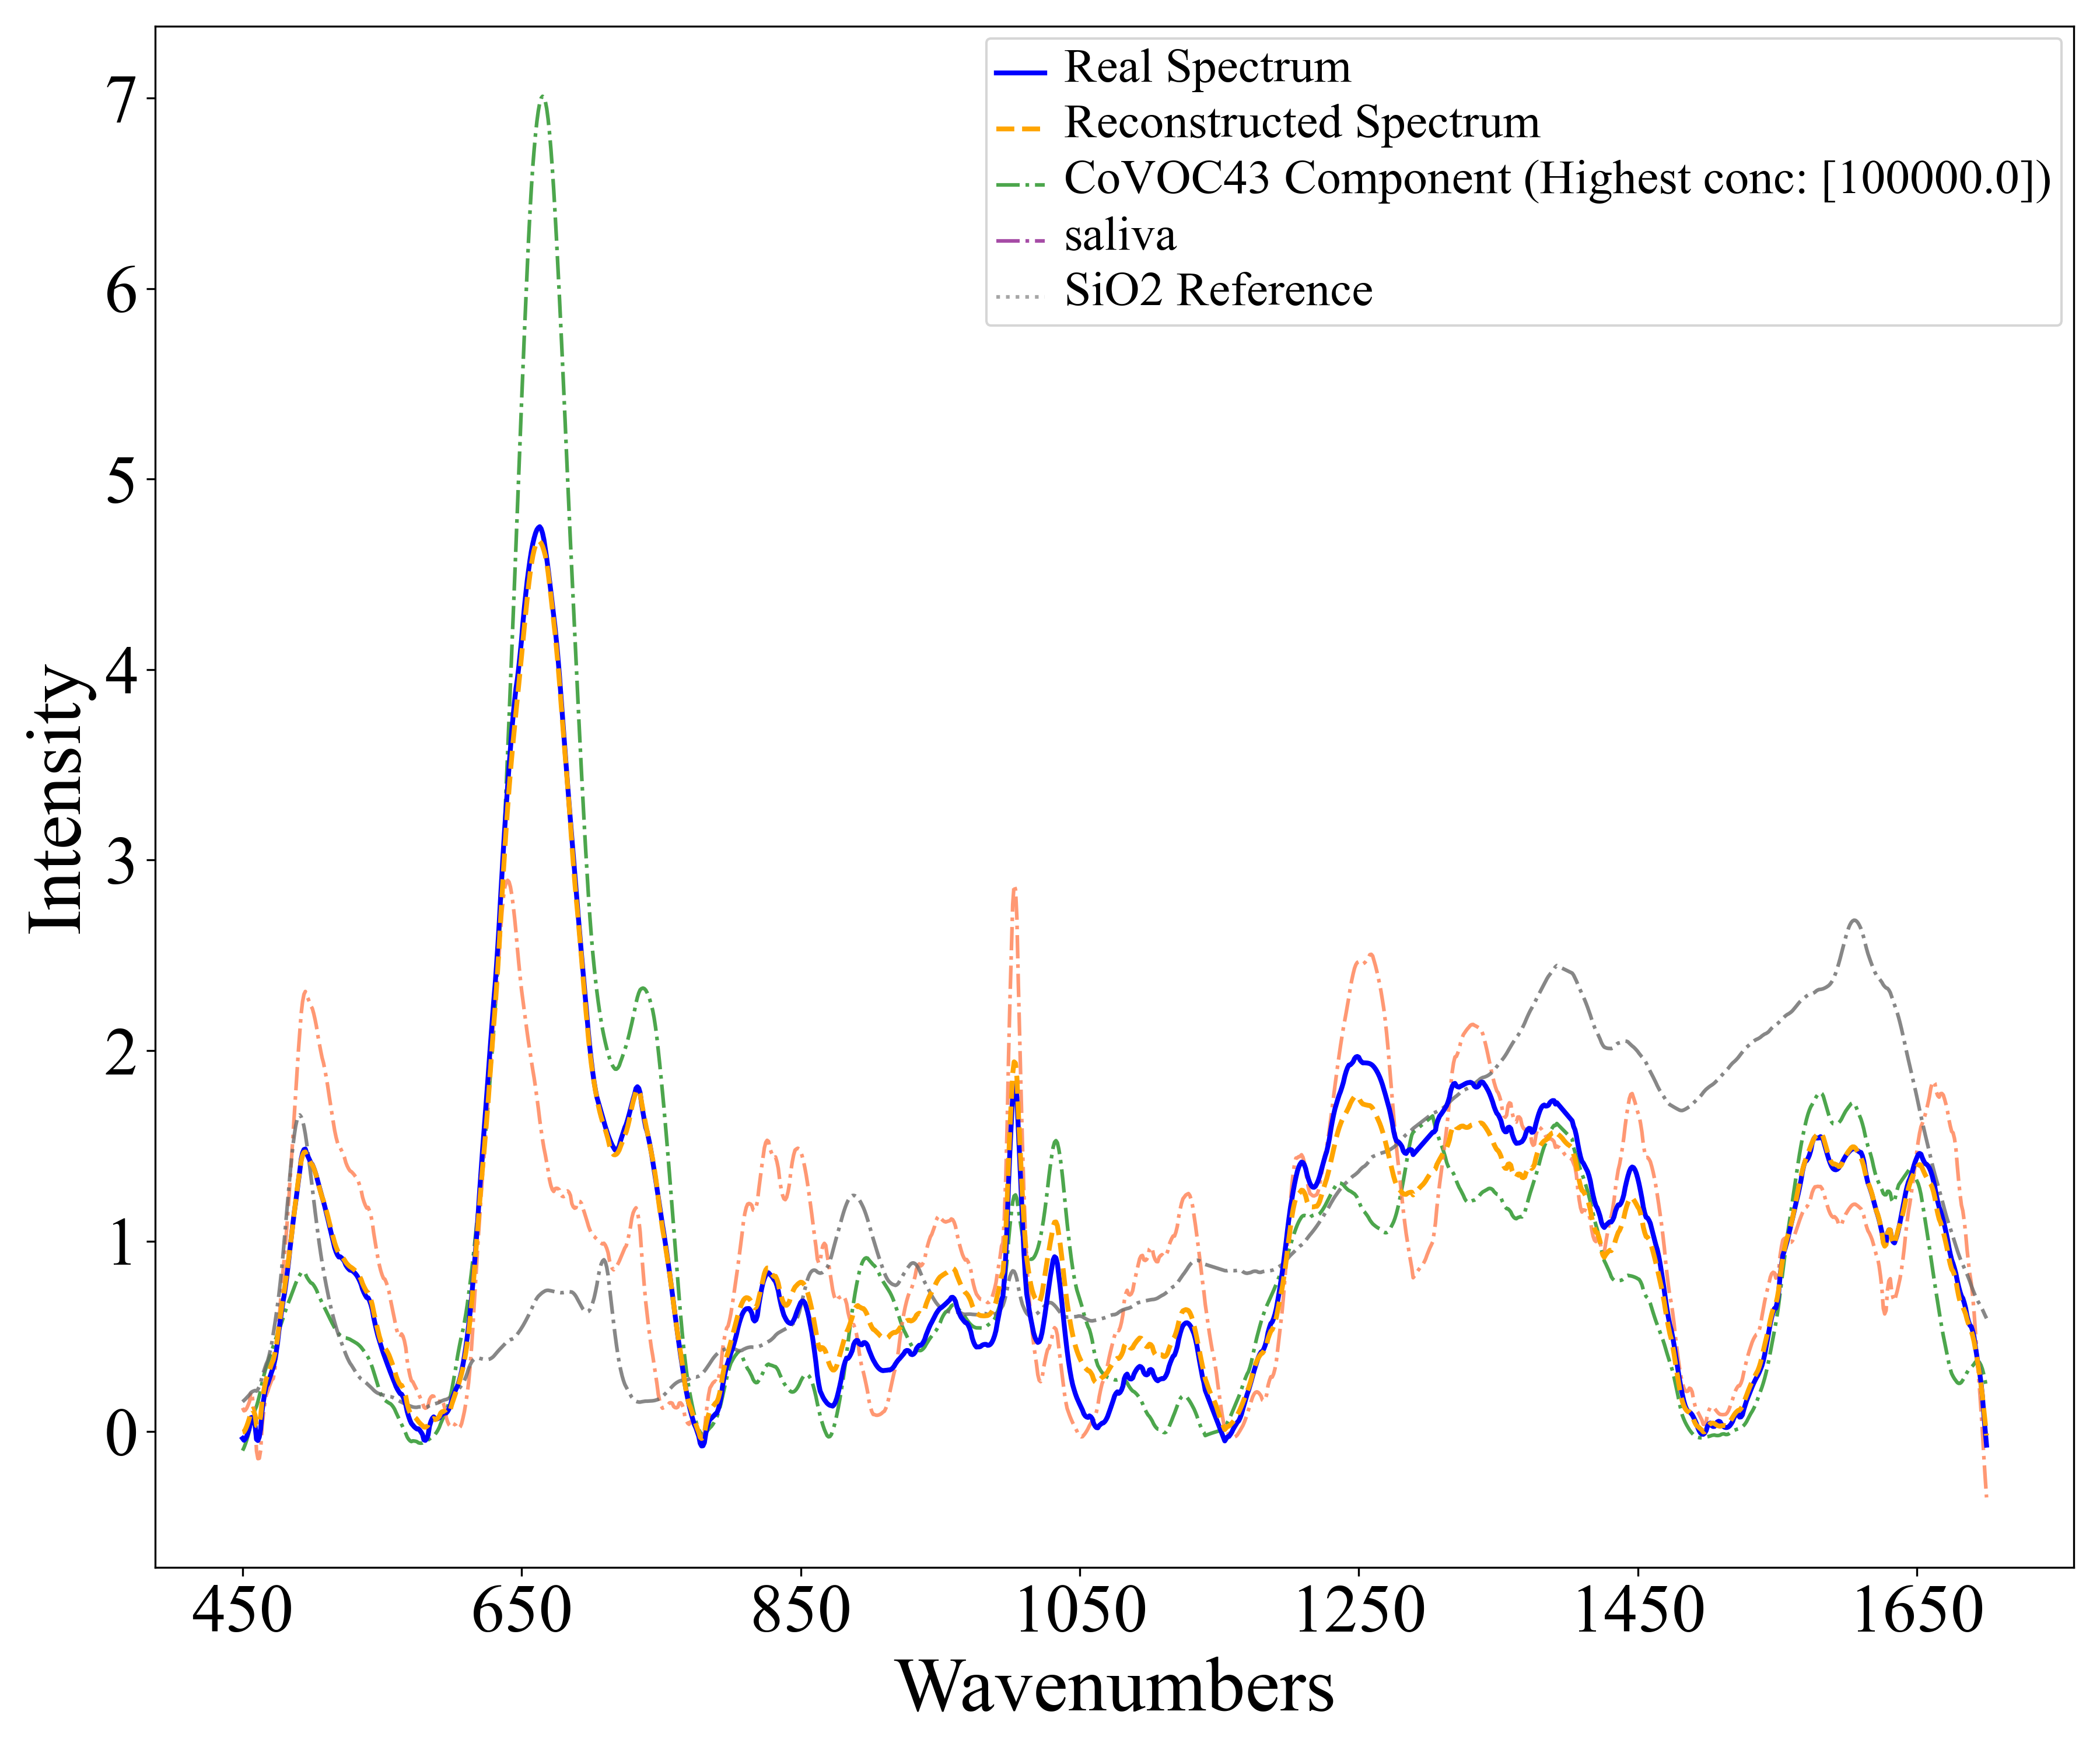 Real Spectrum
Reconstructed Spectrum
CoVOC43 Component (Highest conc: [100000.0])
saliva
SiO2 Reference
7
6
5
4
3
2
1
0
Intensity
450 650 850 1050 1250 1450 1650
Wavenumbers